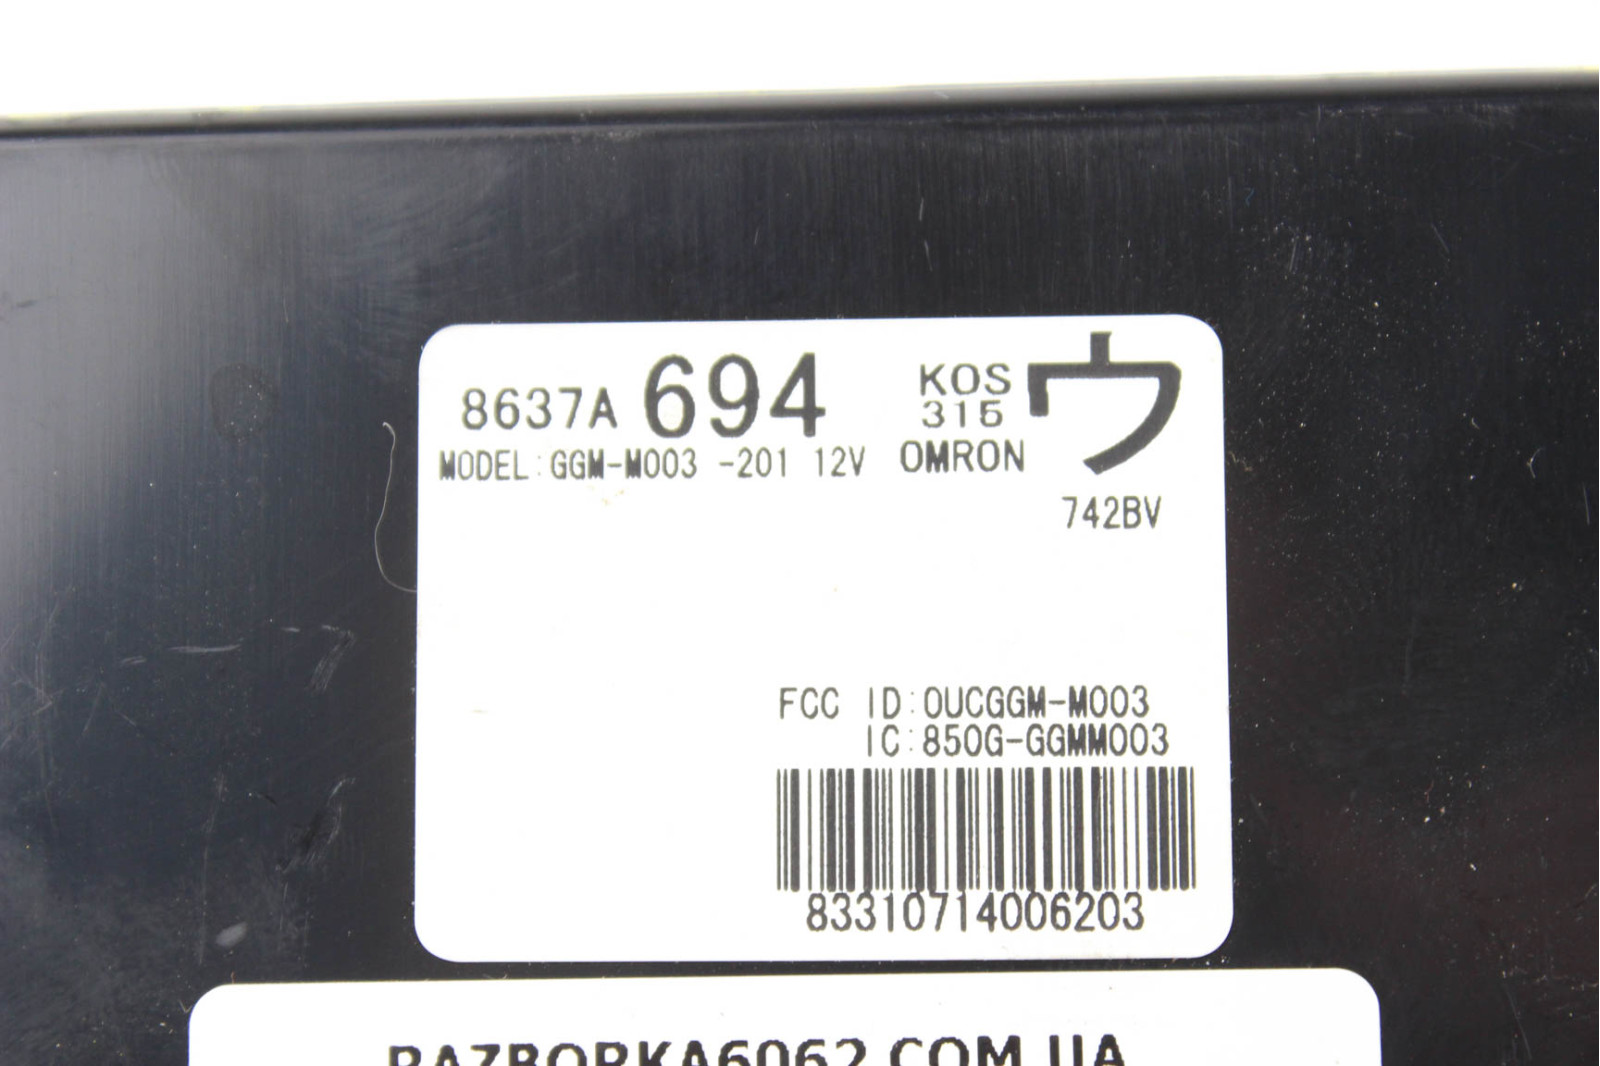 8637A 694 KOS ウ
315
MODEL:GGM-M003 -201 12V OMRON
742BV
FCC ID:OUCGGM-M003
IC:850G-GGMM003
83310714006203
RAZBORKA6062.COM.UA